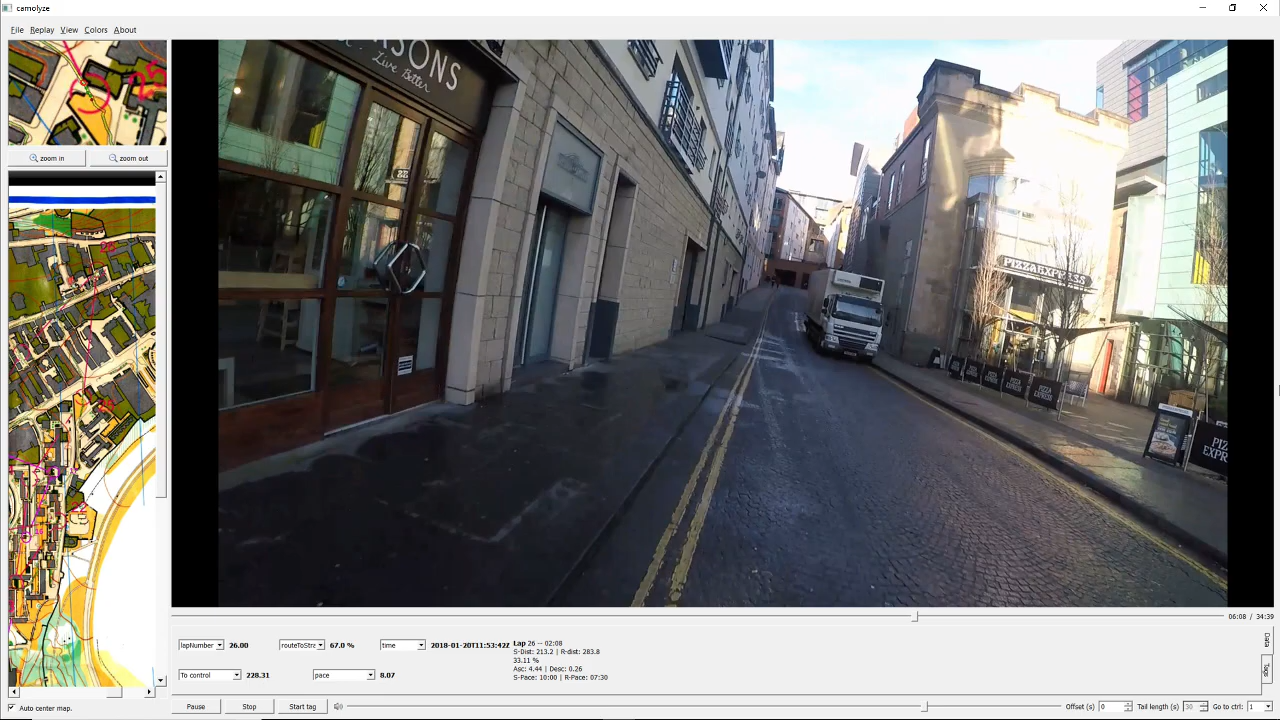 camolyze
File Replay View Colors About
zoom in zoom out
SONS
Live Better
PIZZAEXPRESS
PIZZA
EXPRESS
PIZ
EXPR
06:08 / 34:39
lapNumber 26.00 routeToStra 67.0 % time 2018-01-20T11:53:42Z
To control 228.31 pace 8.07
Lap 26 -- 02:08
S-Dist: 213.2 | R-dist: 283.8
33.11 %
Asc: 4.44 | Desc: 0.26
S-Pace: 10:00 | R-Pace: 07:30
Data
Tags
Auto center map.
Pause Stop Start tag Offset (s) 0 Tail length (s) 30 Go to ctrl: 1